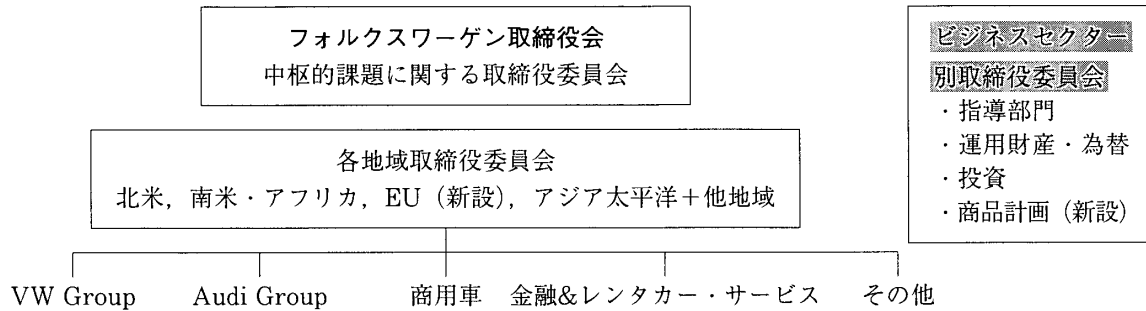 フォルクスワーゲン取締役会
中枢的課題に関する取締役委員会
各地域取締役委員会
北米，南米・アフリカ，EU（新設），アジア太平洋＋他地域
VW Group　Audi Group　商用車　金融&レンタカー・サービス　その他
ビジネスセクター
別取締役委員会
・指導部門
・運用財産・為替
・投資
・商品計画（新設）